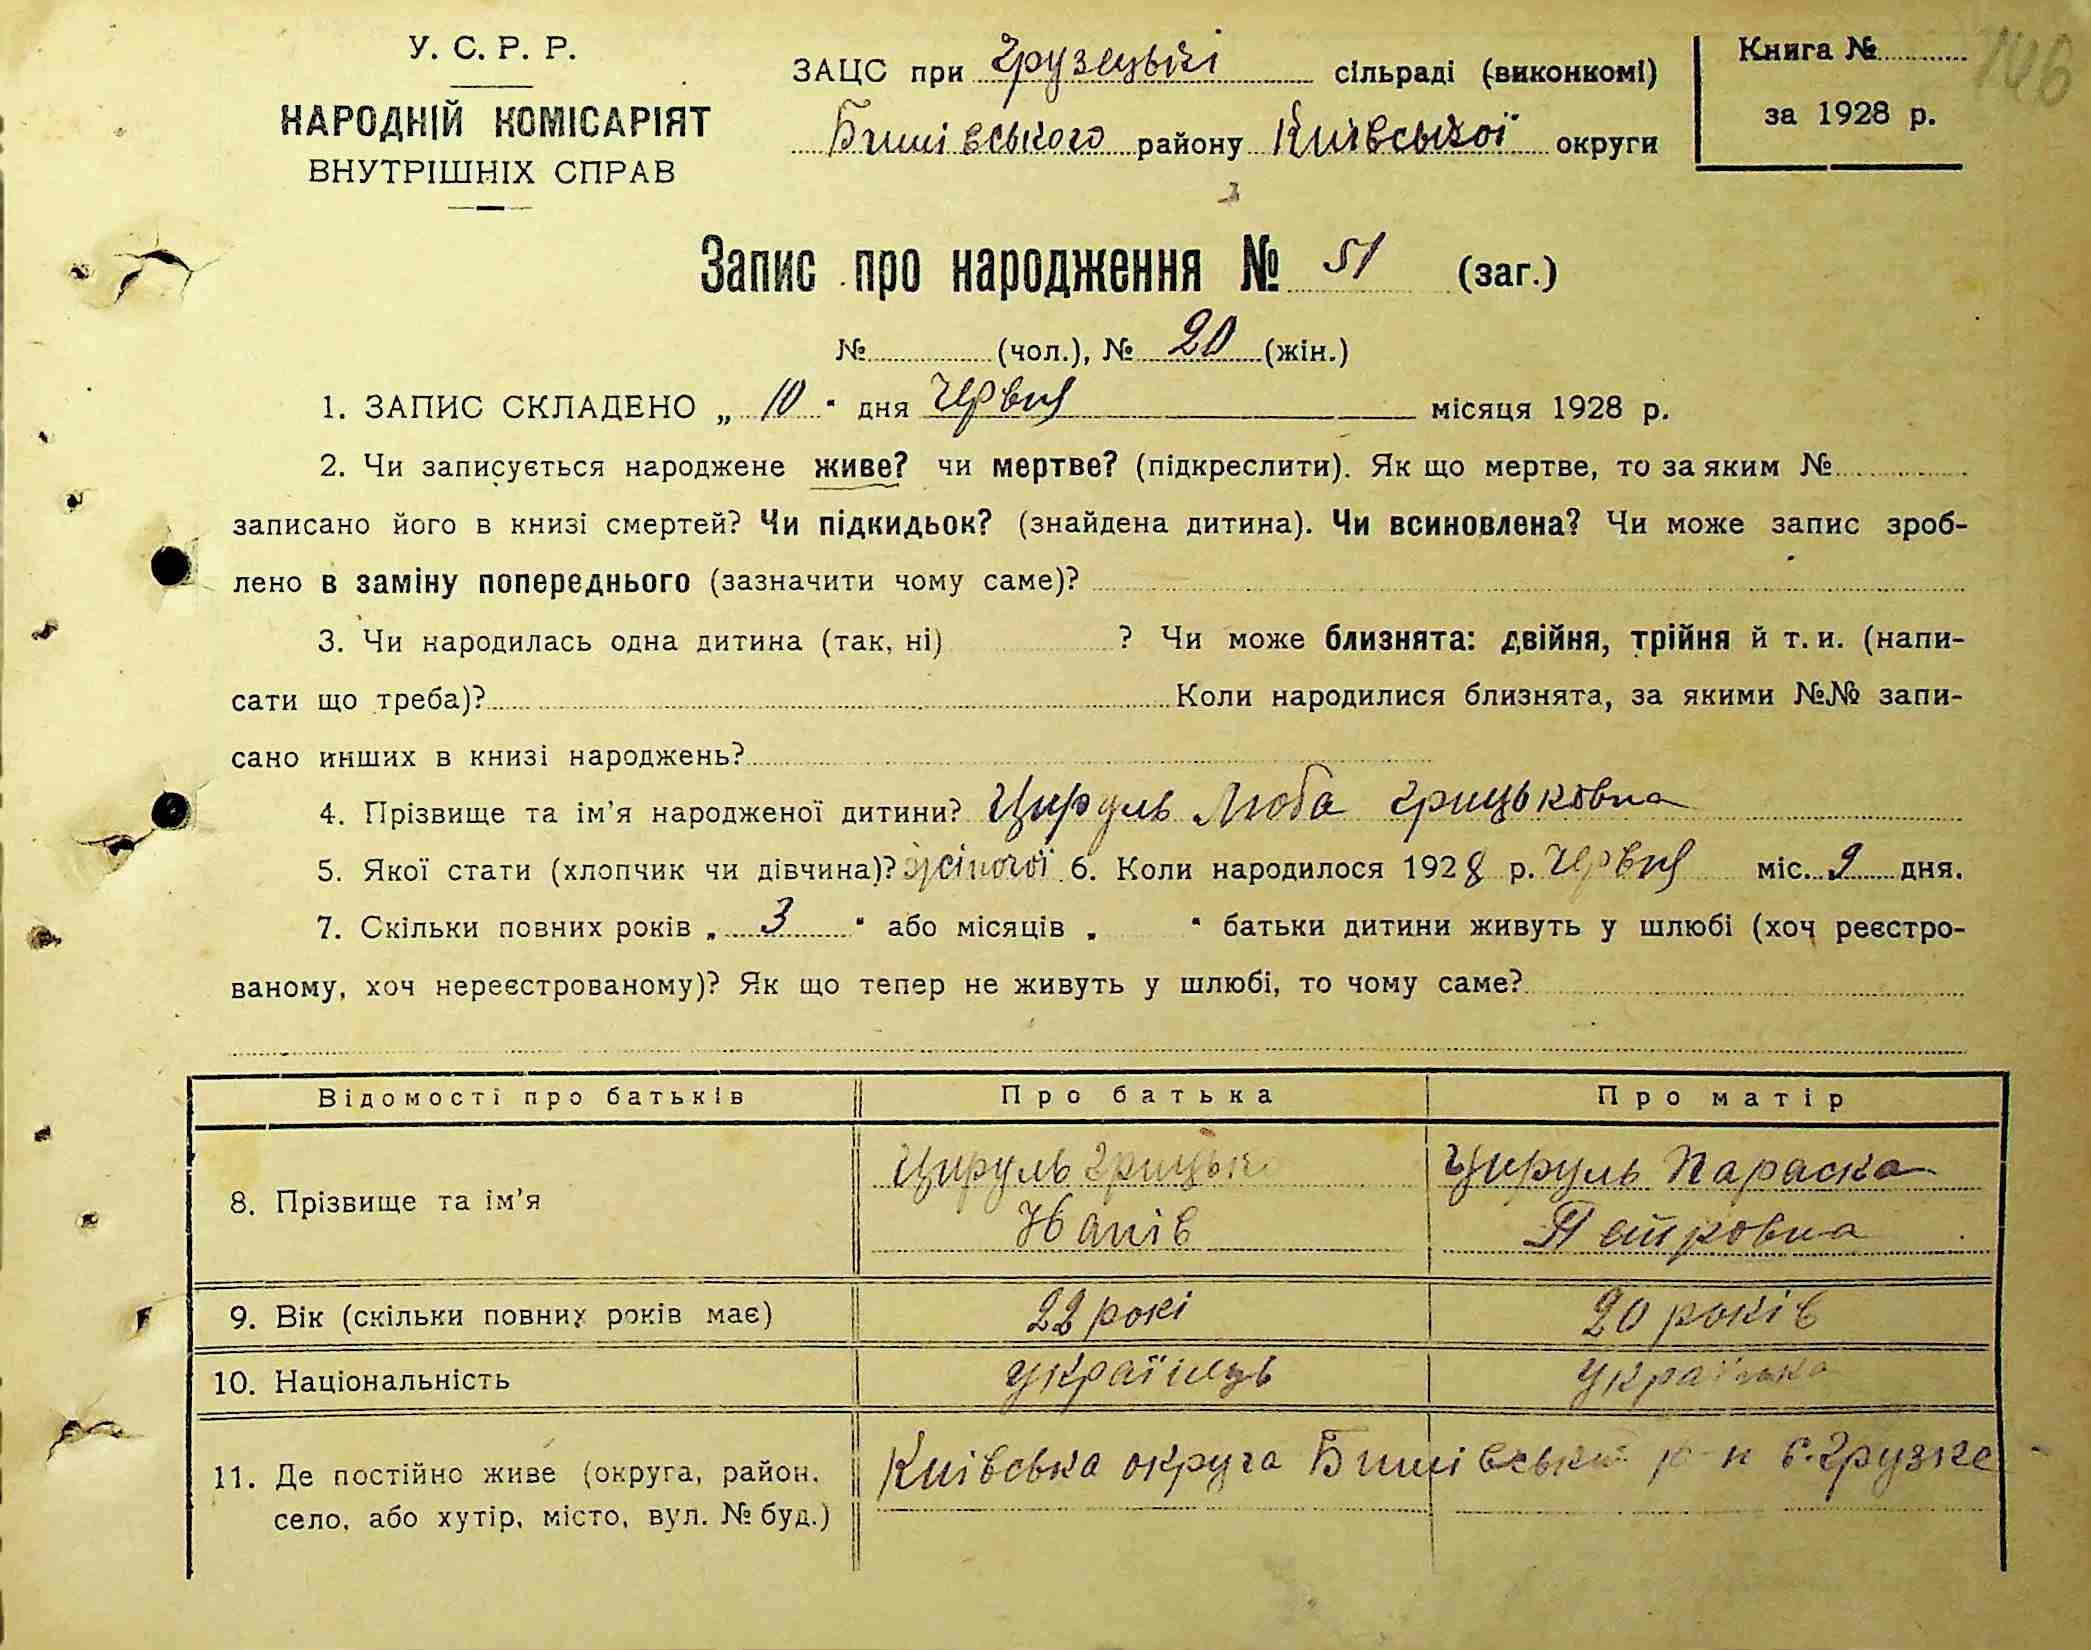 У. С. Р. Р.
НАРОДНІЙ КОМІСАРІЯТ
ВНУТРІШНІХ СПРАВ
ЗАЦС при Грузецькі сільраді (виконкомі)
Бишівського району Київської округи
Книга №
за 1928 р.
146
Запис про народження № 51 (заг.)
№ (чол.), № 20 (жін.)
1. ЗАПИС СКЛАДЕНО „ 10 " дня Червня місяця 1928 р.
2. Чи записується народжене живе? чи мертве? (підкреслити). Як що мертве, то за яким №
записано його в книзі смертей? Чи підкидьок? (знайдена дитина). Чи всиновлена? Чи може запис зроб-
лено в заміну попереднього (зазначити чому саме)?
3. Чи народилась одна дитина (так, ні) ? Чи може близнята: двійня, трійня й т. и. (напи-
сати що треба)? Коли народилися близнята, за якими №№ запи-
сано инших в книзі народжень?
4. Прізвище та ім'я народженої дитини? Цируль Люба Грицьковна
5. Якої стати (хлопчик чи дівчина)? жіночої 6. Коли народилося 1928 р. Червня міс. 9 дня.
7. Скільки повних років „ 3 " або місяців „ " батьки дитини живуть у шлюбі (хоч реєстро-
ваному, хоч нереєстрованому)? Як що тепер не живуть у шлюбі, то чому саме?
Відомості про батьків Про батька Про матір
8. Прізвище та ім'я Цируль Грицько Цируль Параска
Петровна
9. Вік (скільки повних років має) 22 рокі 20 років
10. Національність українець українка
11. Де постійно живе (округа, район, Київська округа Бишівський р-н с. Грузке
село, або хутір, місто, вул. № буд.)